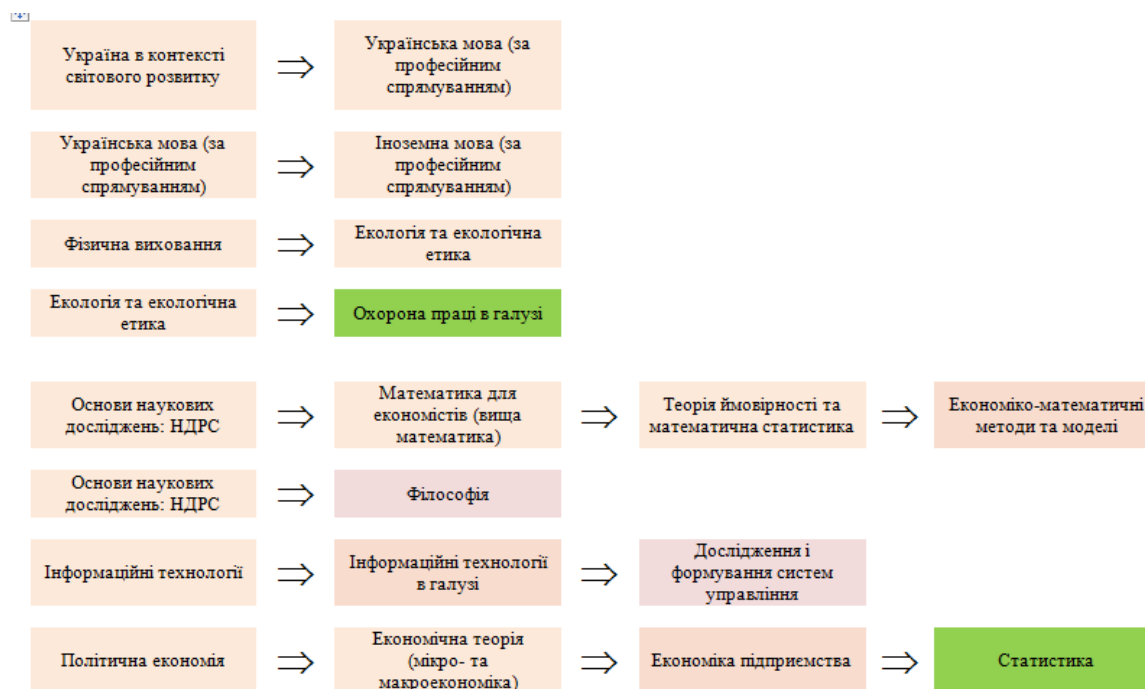 Україна в контексті
світового розвитку
⇒
Українська мова (за
професійним
спрямуванням)
Українська мова (за
професійним
спрямуванням)
⇒
Іноземна мова (за
професійним
спрямуванням)
Фізична виховання
⇒
Екологія та екологічна
етика
Екологія та екологічна
етика
⇒
Охорона праці в галузі
Основи наукових
досліджень: НДРС
⇒
Математика для
економістів (вища
математика)
⇒
Теорія ймовірності та
математична статистика
⇒
Економіко-математичні
методи та моделі
Основи наукових
досліджень: НДРС
⇒
Філософія
Інформаційні технології
⇒
Інформаційні технології
в галузі
⇒
Дослідження і
формування систем
управління
Політична економія
⇒
Економічна теорія
(мікро- та
макроекономіка)
⇒
Економіка підприємства
⇒
Статистика